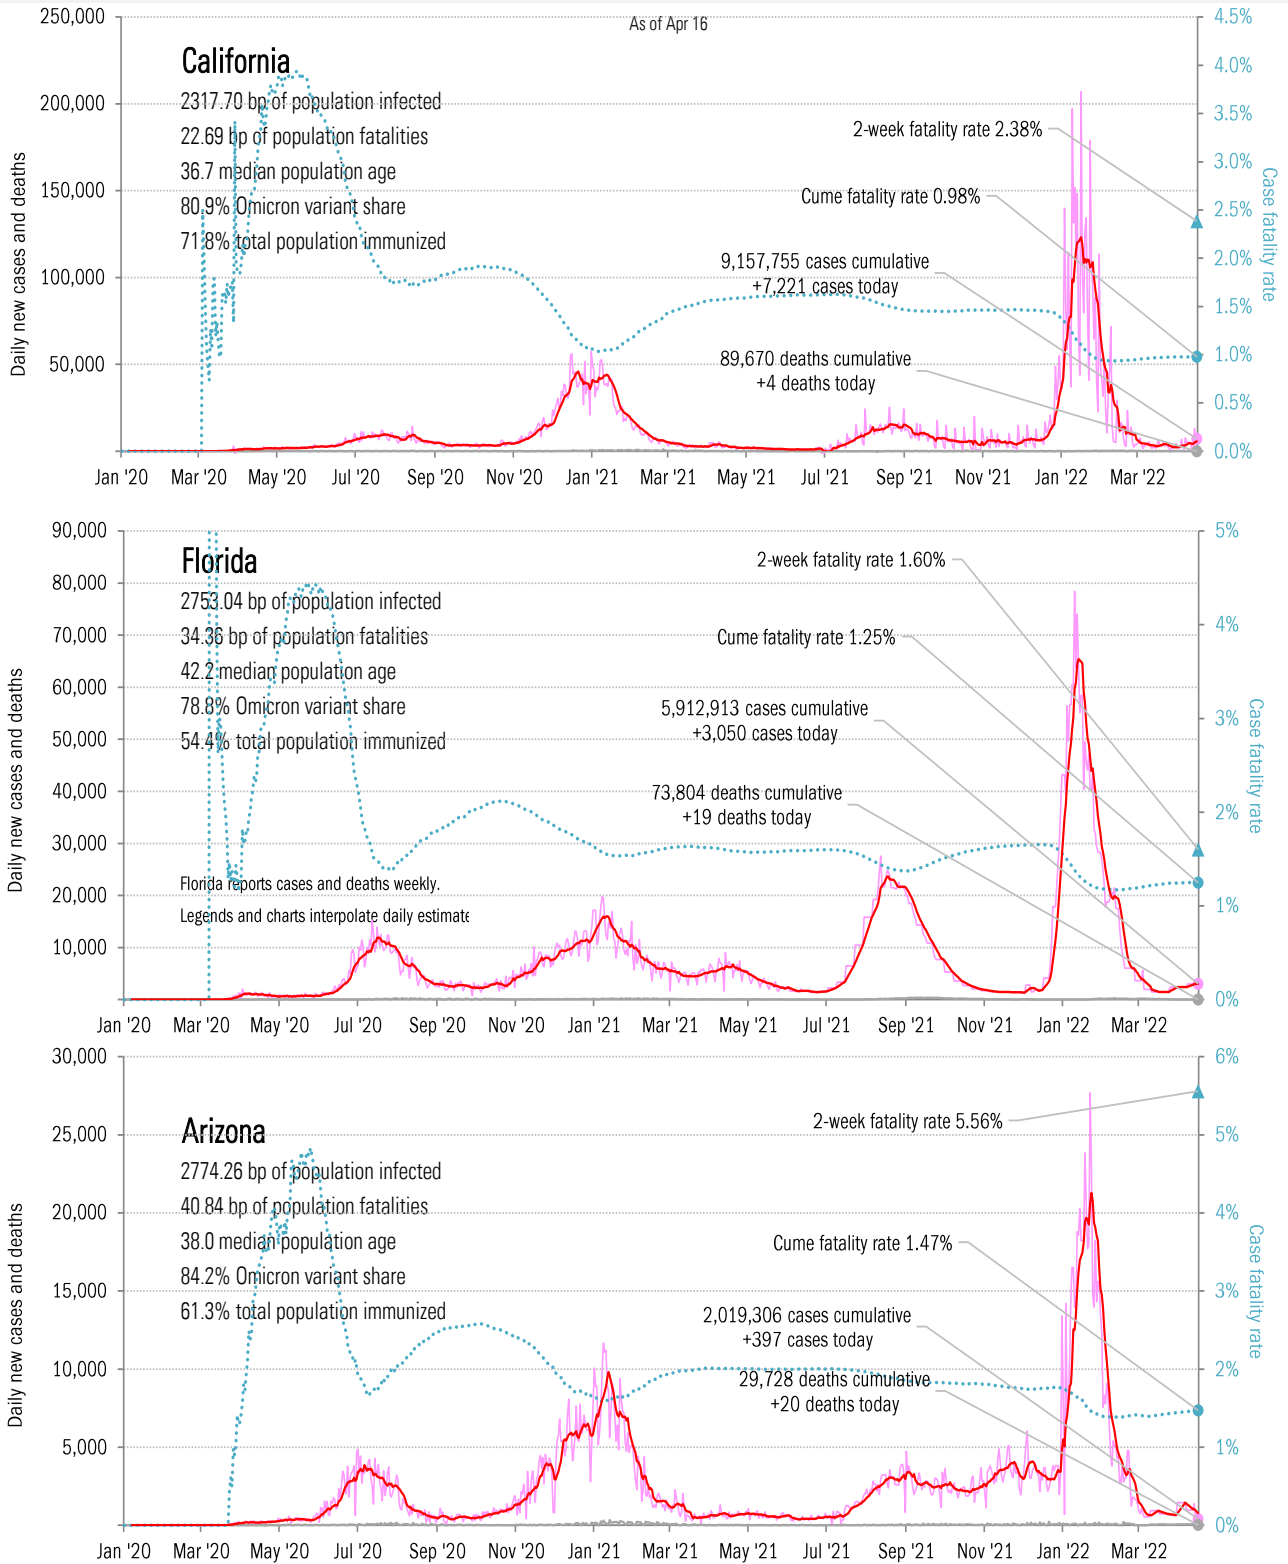 As of Apr 16
250,000
200,000
150,000
100,000
50,000
Daily new cases and deaths
California
2317.70 bp of population infected
22.69 bp of population fatalities
36.7 median population age
80.9% Omicron variant share
71.8% total population immunized
2-week fatality rate 2.38%
Cume fatality rate 0.98%
9,157,755 cases cumulative
+7,221 cases today
89,670 deaths cumulative
+4 deaths today
4.5%
4.0%
3.5%
3.0%
2.5%
2.0%
1.5%
1.0%
0.5%
0.0%
Case fatality rate
Jan '20 Mar '20 May '20 Jul '20 Sep '20 Nov '20 Jan '21 Mar '21 May '21 Jul '21 Sep '21 Nov '21 Jan '22 Mar '22
90,000
80,000
70,000
60,000
50,000
40,000
30,000
20,000
10,000
Daily new cases and deaths
Florida
2753.04 bp of population infected
34.36 bp of population fatalities
42.2 median population age
78.8% Omicron variant share
54.4% total population immunized
Florida reports cases and deaths weekly.
Legends and charts interpolate daily estimate
2-week fatality rate 1.60%
Cume fatality rate 1.25%
5,912,913 cases cumulative
+3,050 cases today
73,804 deaths cumulative
+19 deaths today
5%
4%
3%
2%
1%
0%
Case fatality rate
Jan '20 Mar '20 May '20 Jul '20 Sep '20 Nov '20 Jan '21 Mar '21 May '21 Jul '21 Sep '21 Nov '21 Jan '22 Mar '22
30,000
25,000
20,000
15,000
10,000
5,000
Daily new cases and deaths
Arizona
2774.26 bp of population infected
40.84 bp of population fatalities
38.0 median population age
84.2% Omicron variant share
61.3% total population immunized
2-week fatality rate 5.56%
Cume fatality rate 1.47%
2,019,306 cases cumulative
+397 cases today
29,728 deaths cumulative
+20 deaths today
6%
5%
4%
3%
2%
1%
0%
Case fatality rate
Jan '20 Mar '20 May '20 Jul '20 Sep '20 Nov '20 Jan '21 Mar '21 May '21 Jul '21 Sep '21 Nov '21 Jan '22 Mar '22